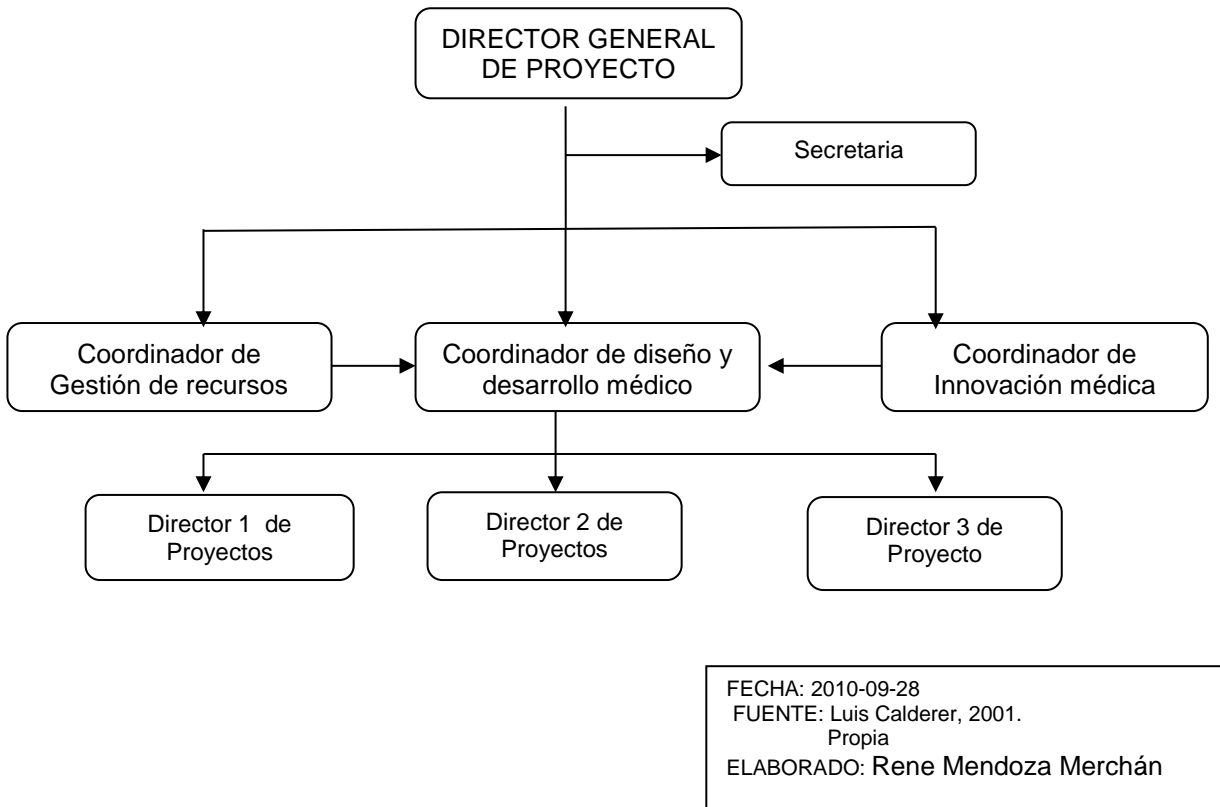 DIRECTOR GENERAL
DE PROYECTO
Secretaria
Coordinador de
Gestión de recursos
Coordinador de diseño y
desarrollo médico
Coordinador de
Innovación médica
Director 1 de
Proyectos
Director 2 de
Proyectos
Director 3 de
Proyecto
FECHA: 2010-09-28
FUENTE: Luis Calderer, 2001.
Propia
ELABORADO: Rene Mendoza Merchán